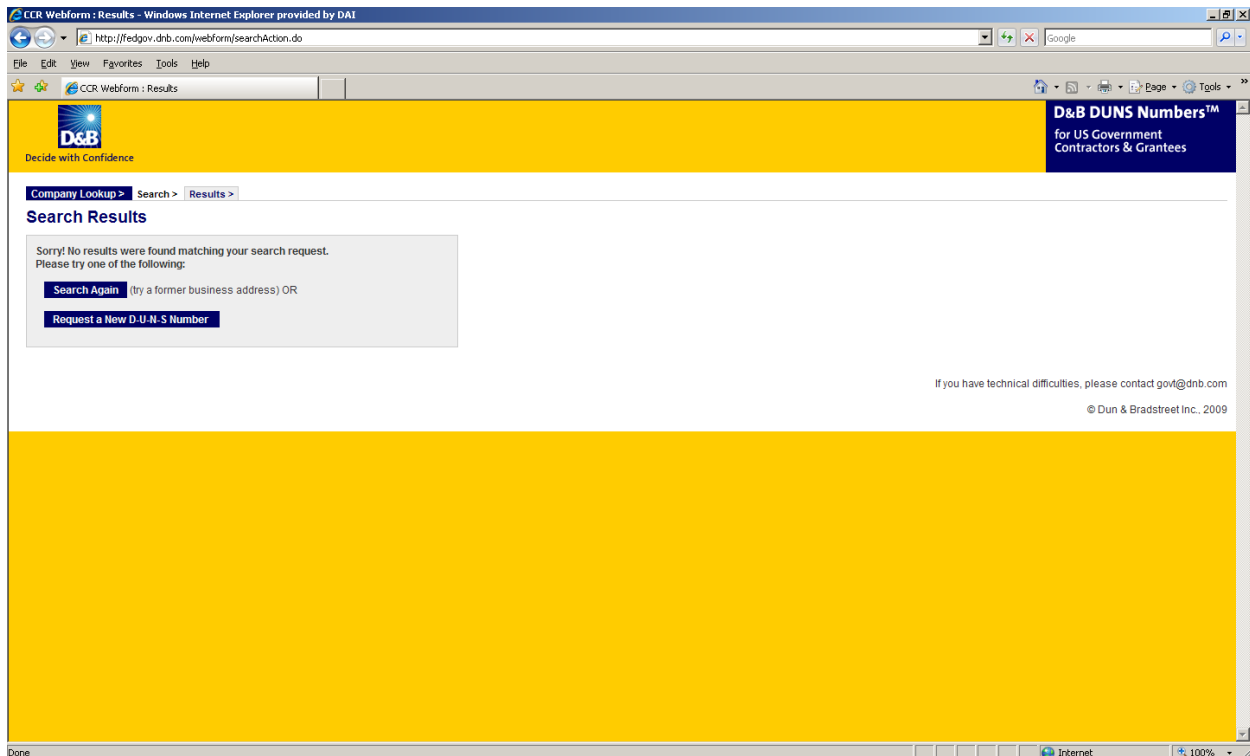 CCR Webform : Results - Windows Internet Explorer provided by DAI
http://fedgov.dnb.com/webform/searchAction.do
Google
File Edit View Favorites Tools Help
CCR Webform : Results
Page Tools
D&B
Decide with Confidence
D&B DUNS Numbers™
for US Government
Contractors & Grantees
Company Lookup > Search > Results >
Search Results
Sorry! No results were found matching your search request.
Please try one of the following:
Search Again (try a former business address) OR
Request a New D-U-N-S Number
If you have technical difficulties, please contact govt@dnb.com
© Dun & Bradstreet Inc., 2009
Done Internet 100%